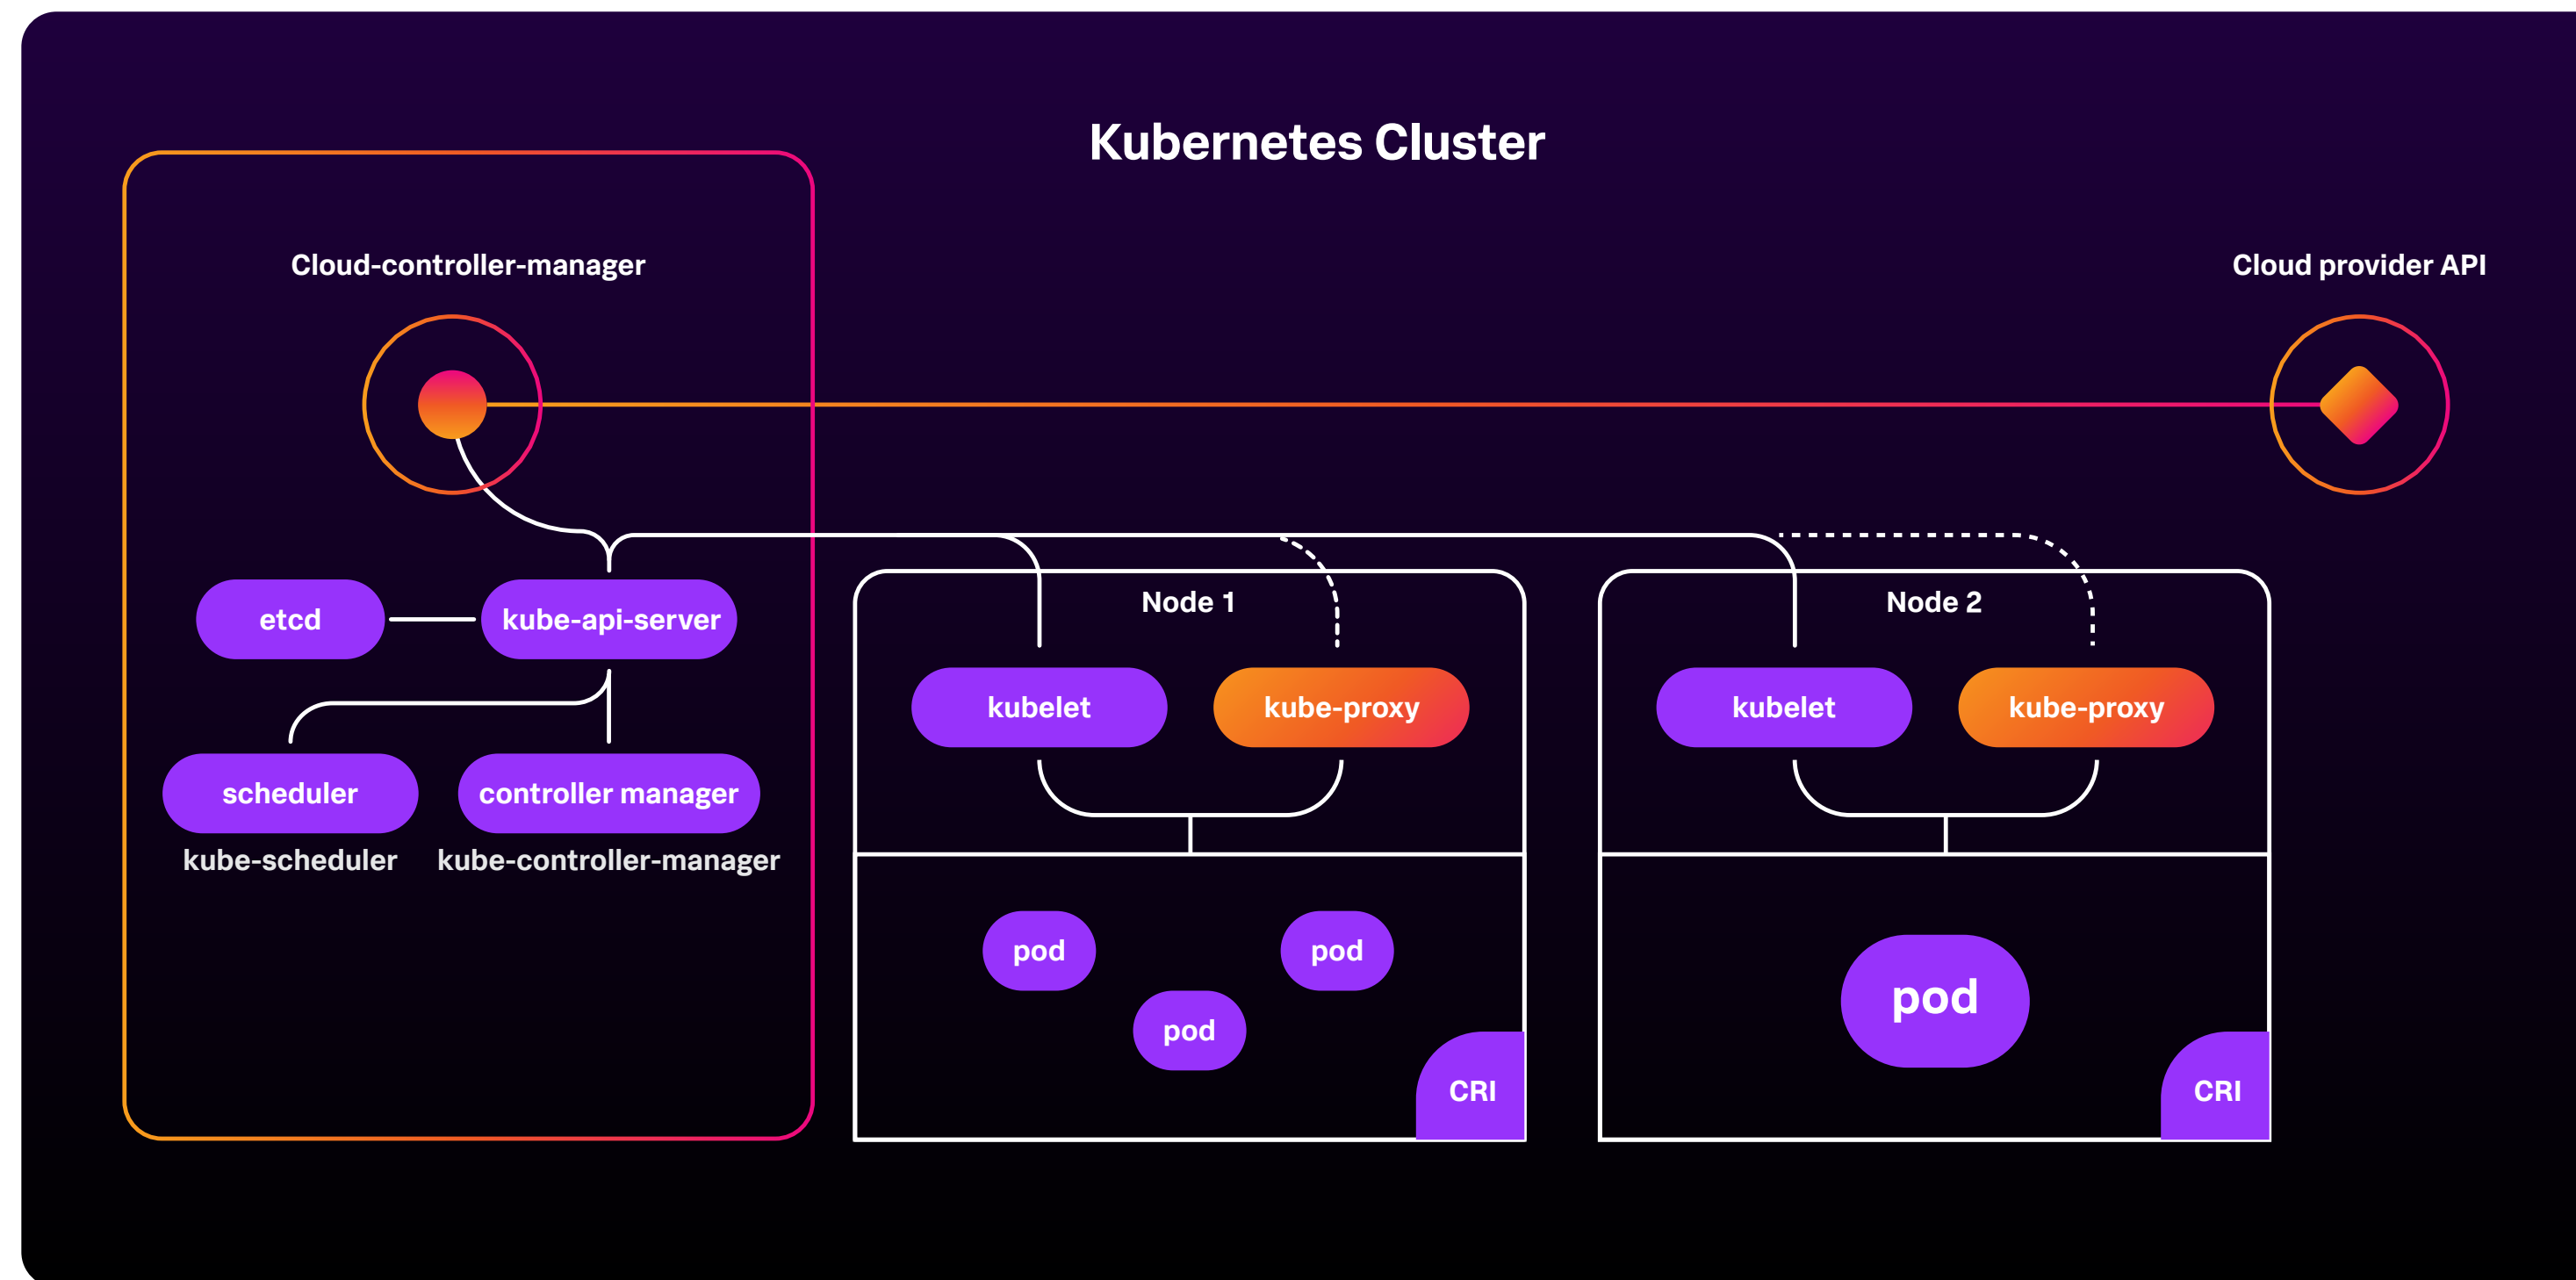 Kubernetes Cluster
Cloud-controller-manager
Cloud provider API
etcd
kube-api-server
scheduler
controller manager
kube-scheduler
kube-controller-manager
Node 1
kubelet
kube-proxy
pod
pod
pod
CRI
Node 2
kubelet
kube-proxy
pod
CRI